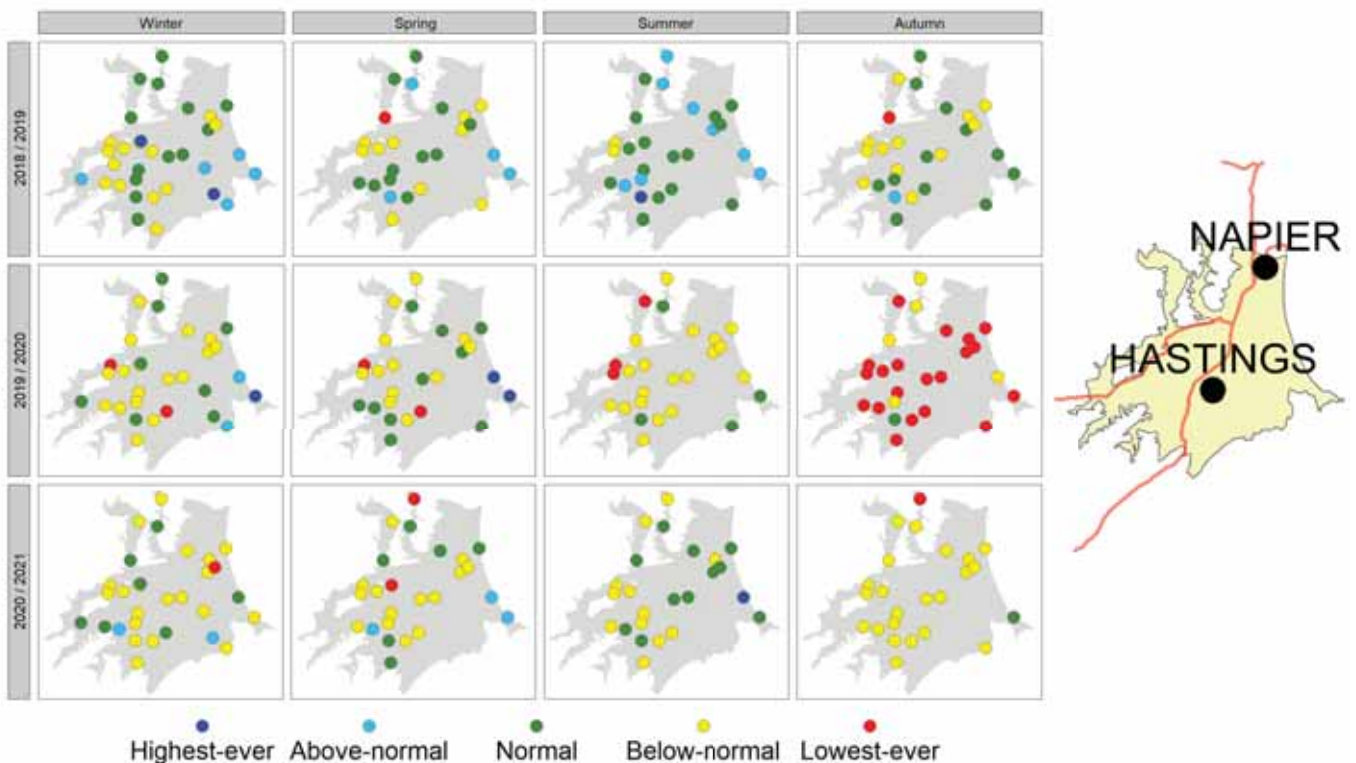 Winter Spring Summer Autumn
2018 / 2019
2019 / 2020
2020 / 2021
NAPIER
HASTINGS
Highest-ever Above-normal Normal Below-normal Lowest-ever